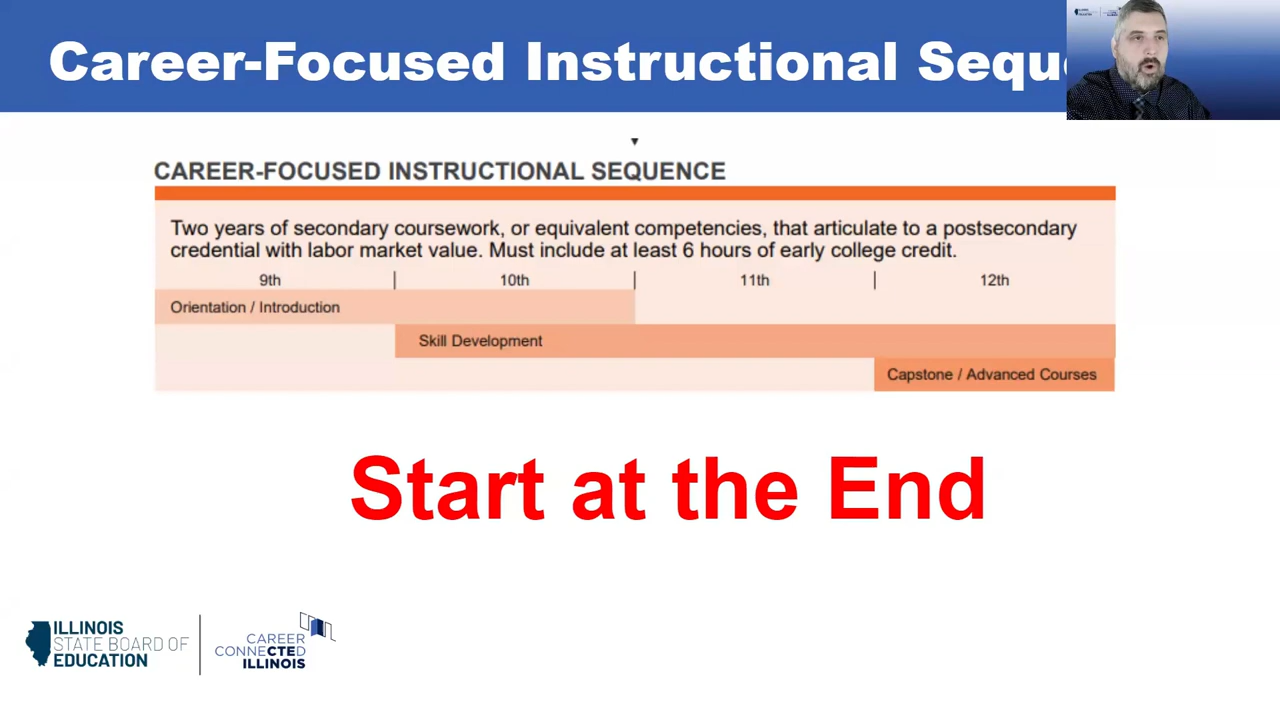 Career-Focused Instructional Sequ
CAREER-FOCUSED INSTRUCTIONAL SEQUENCE
Two years of secondary coursework, or equivalent competencies, that articulate to a postsecondary
credential with labor market value. Must include at least 6 hours of early college credit.
9th | 10th | 11th | 12th
Orientation / Introduction
Skill Development
Capstone / Advanced Courses
Start at the End
ILLINOIS
STATE BOARD OF
EDUCATION
CAREER
CONNECTED
ILLINOIS